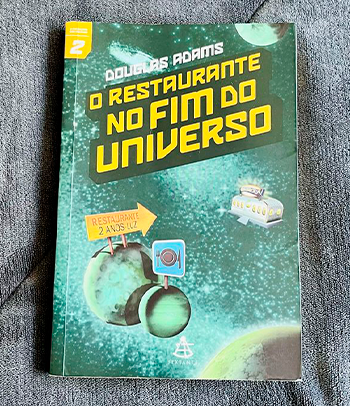 2
DOUGLAS ADAMS
O RESTAURANTE
NO FIM DO
UNIVERSO
RESTAURANTE
2 ANOS-LUZ